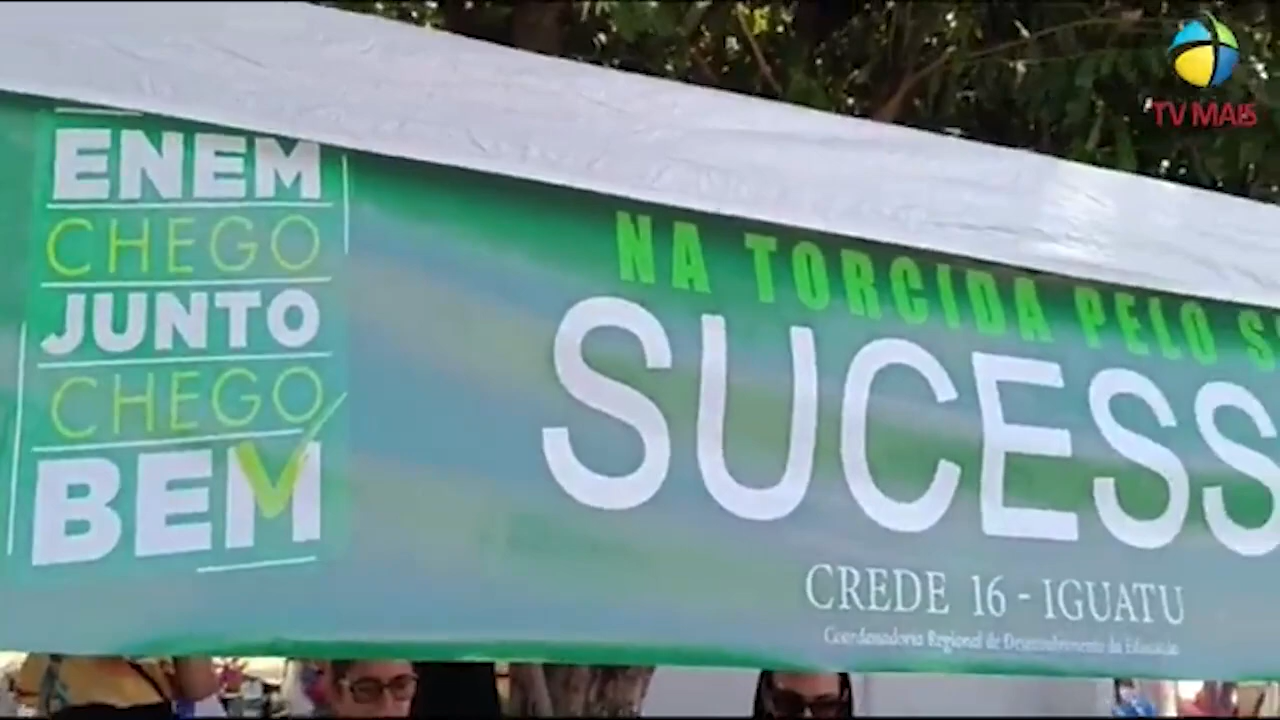 TV MAIS
ENEM
CHEGO
JUNTO
CHEGO
BEM
NA TORCIDA PELO S
SUCESS
CREDE 16 - IGUATU
Coordenadoria Regional de Desenvolvimento da Educação